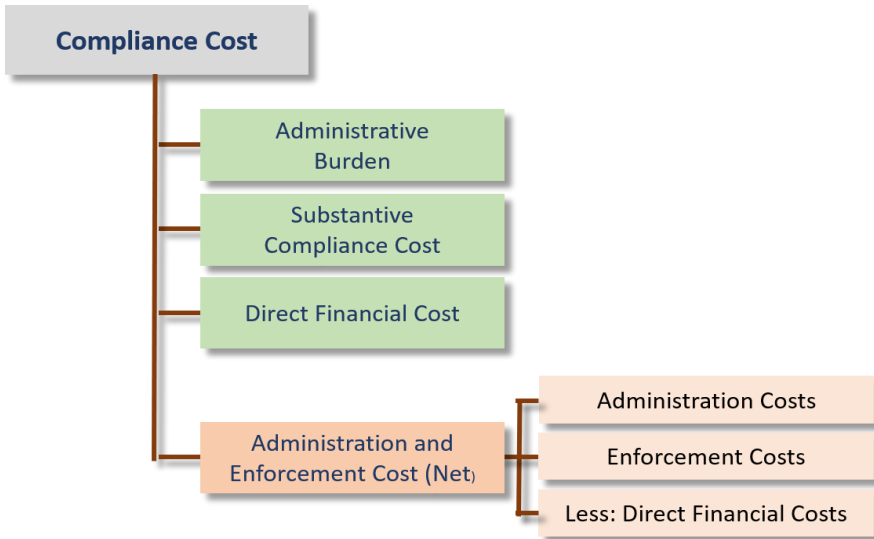 Compliance Cost
Administrative
Burden
Substantive
Compliance Cost
Direct Financial Cost
Administration and
Enforcement Cost (Net)
Administration Costs
Enforcement Costs
Less: Direct Financial Costs